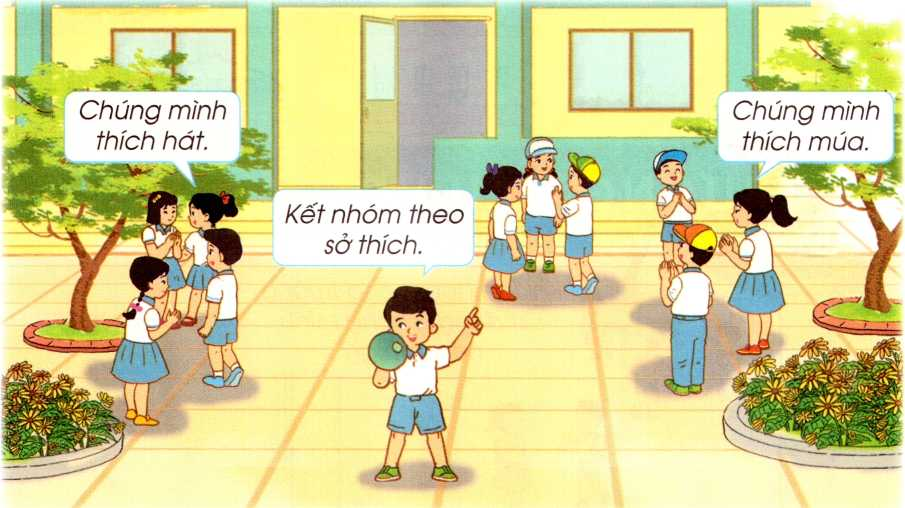 Chúng mình
thích hát.
Kết nhóm theo
sở thích.
Chúng mình
thích múa.